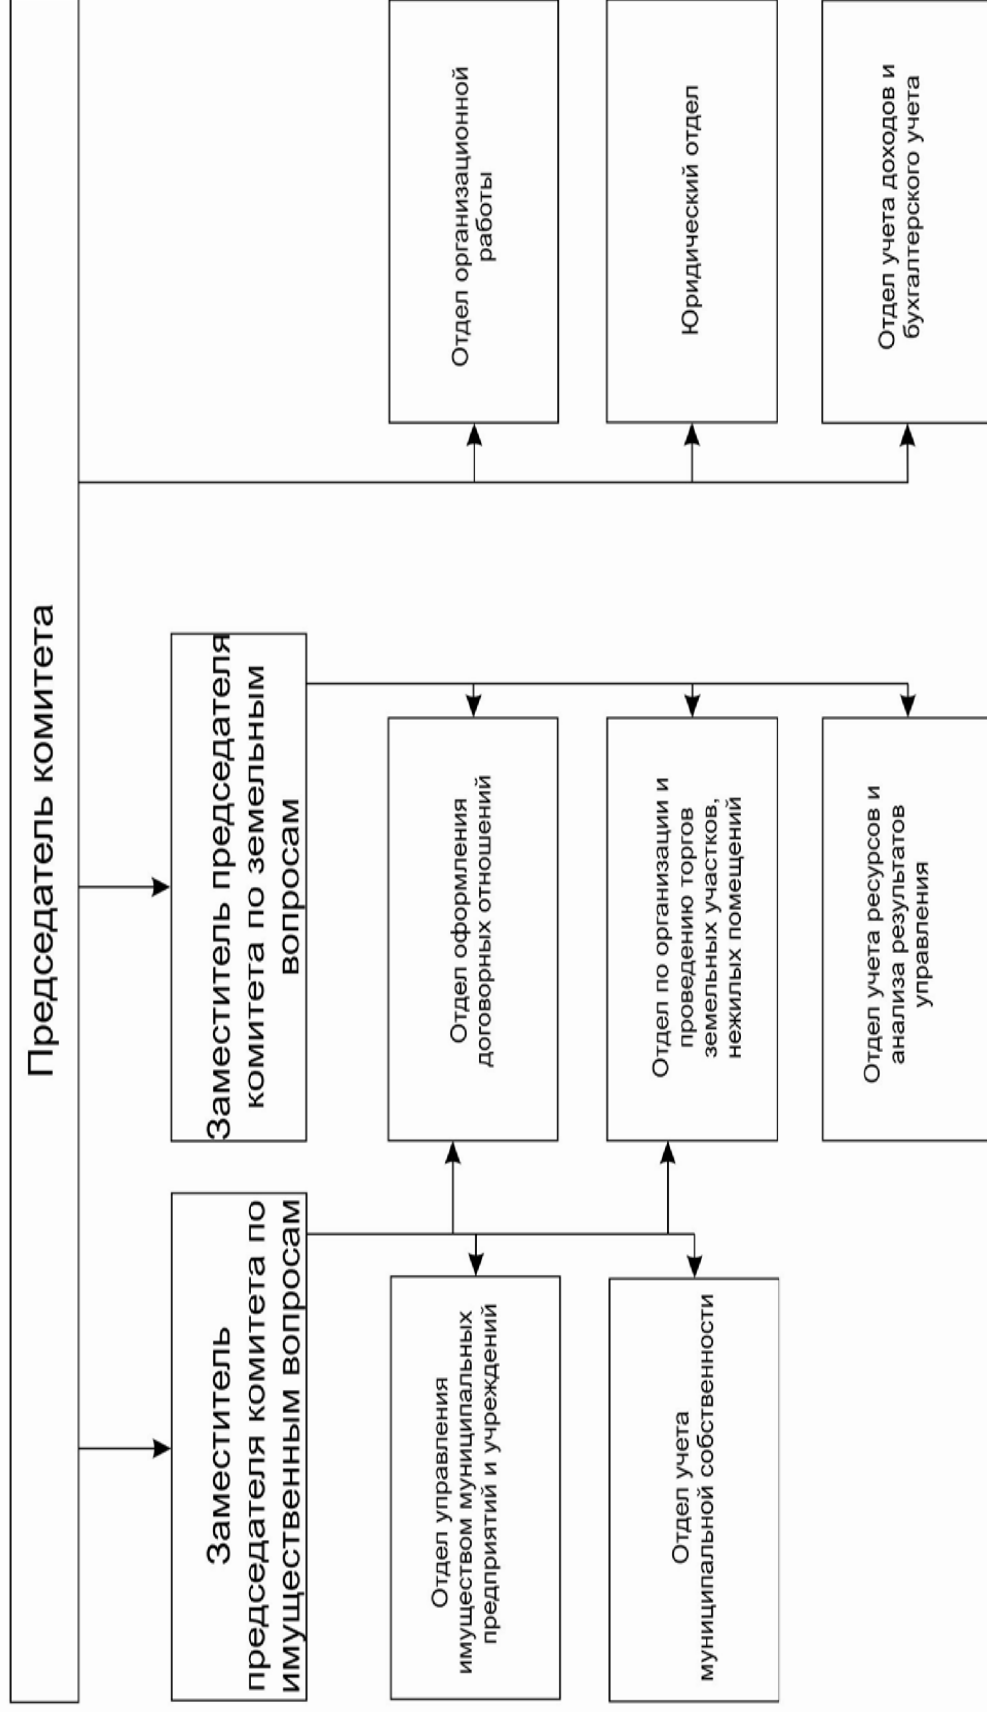 Председатель комитета
Заместитель
председателя комитета по
имущественным вопросам
Заместитель председателя
комитета по земельным
вопросам
Отдел управления
имуществом муниципальных
предприятий и учреждений
Отдел оформления
договорных отношений
Отдел организационной
работы
Отдел учета
муниципальной собственности
Отдел по организации и
проведению торгов
земельных участков,
нежилых помещений
Юридический отдел
Отдел учета ресурсов и
анализа результатов
управления
Отдел учета доходов и
бухгалтерского учета